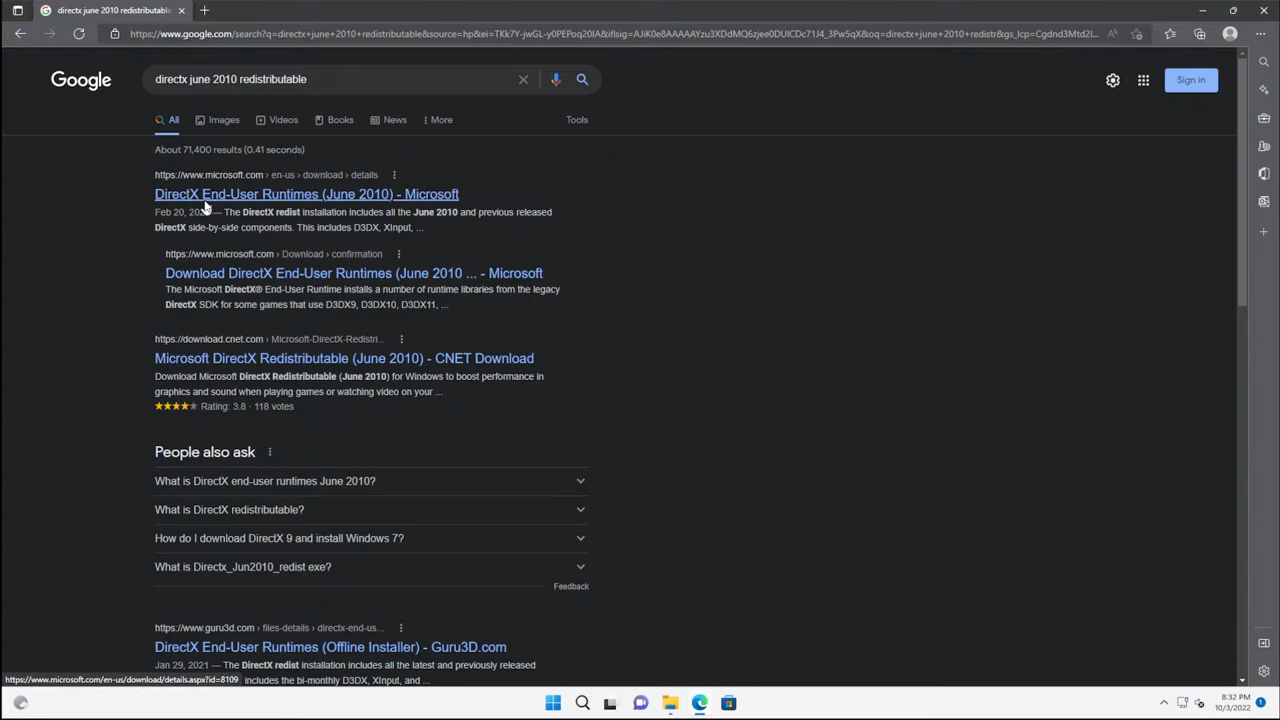 directx june 2010 redistributable
Google
directx june 2010 redistributable
Sign in
All
Images
Videos
Books
News
More
Tools
About 71,400 results (0.41 seconds)
https://www.microsoft.com › en-us › download › details
DirectX End-User Runtimes (June 2010) - Microsoft
Feb 20, — The DirectX redist installation includes all the June 2010 and previous released
DirectX side-by-side components. This includes D3DX, XInput, ...
https://www.microsoft.com › Download › confirmation
Download DirectX End-User Runtimes (June 2010 ... - Microsoft
The Microsoft DirectX® End-User Runtime installs a number of runtime libraries from the legacy
DirectX SDK for some games that use D3DX9, D3DX10, D3DX11, ...
https://download.cnet.com › Microsoft-DirectX-Redistri...
Microsoft DirectX Redistributable (June 2010) - CNET Download
Download Microsoft DirectX Redistributable (June 2010) for Windows to boost performance in
graphics and sound when playing games or watching video on your ...
Rating: 3.8 · 118 votes
People also ask
What is DirectX end-user runtimes June 2010?
What is DirectX redistributable?
How do I download DirectX 9 and install Windows 7?
What is Directx_Jun2010_redist exe?
Feedback
https://www.guru3d.com › files-details › directx-end-us...
DirectX End-User Runtimes (Offline Installer) - Guru3D.com
Jan 29, 2021 — The DirectX redist installation includes all the latest and previously released
includes the bi-monthly D3DX, XInput, and ...
https://www.microsoft.com/en-us/download/details.aspx?id=8109
8:32 PM
10/3/2022